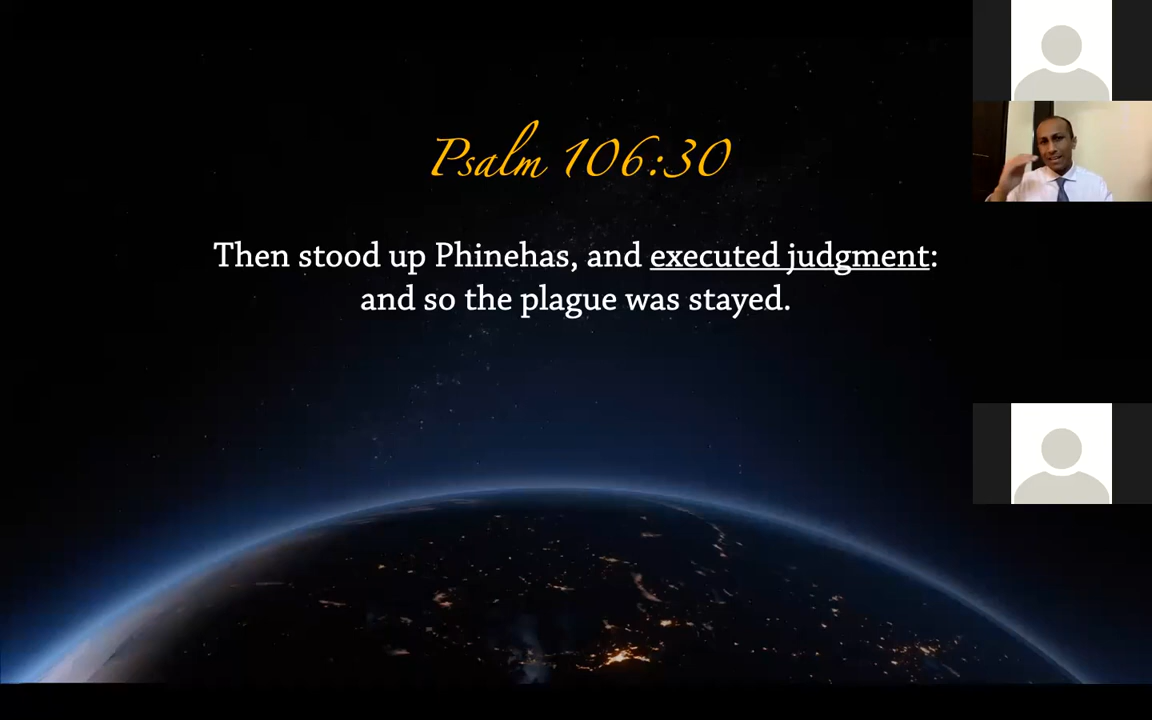 Psalm 106:30
Then stood up Phinehas, and executed judgment:
and so the plague was stayed.